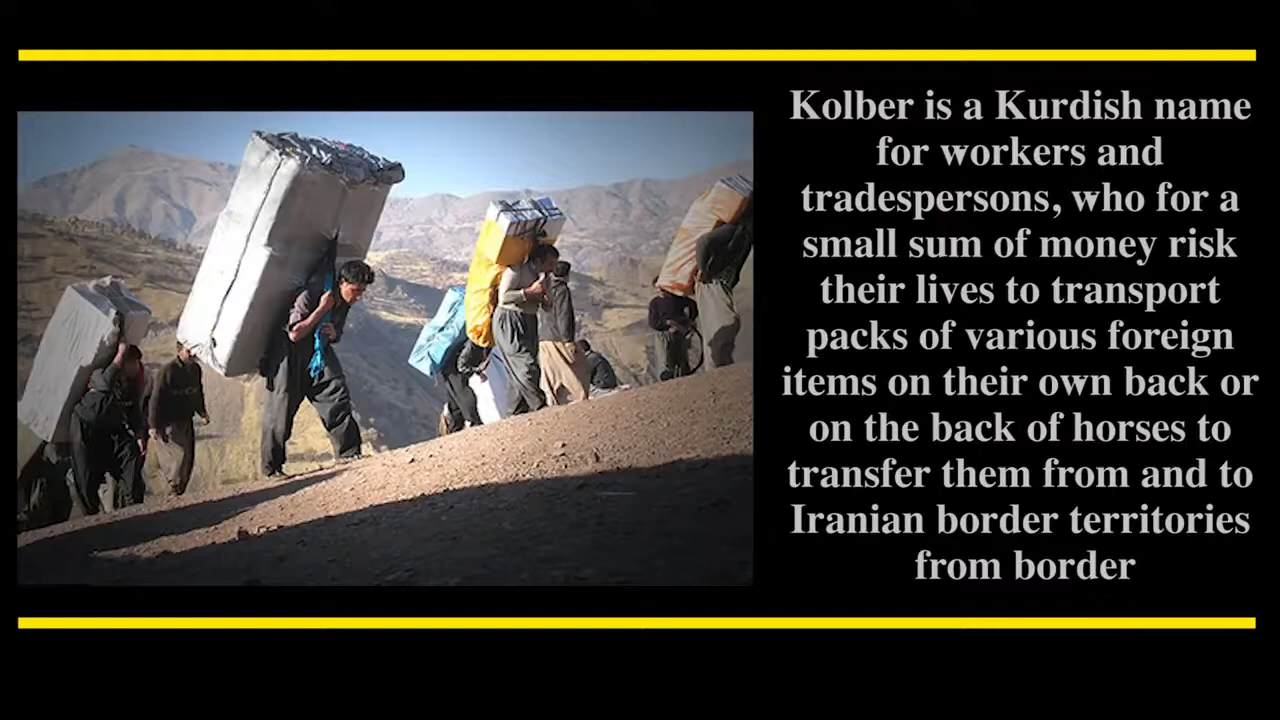 Kolber is a Kurdish name
for workers and
tradespersons, who for a
small sum of money risk
their lives to transport
packs of various foreign
items on their own back or
on the back of horses to
transfer them from and to
Iranian border territories
from border